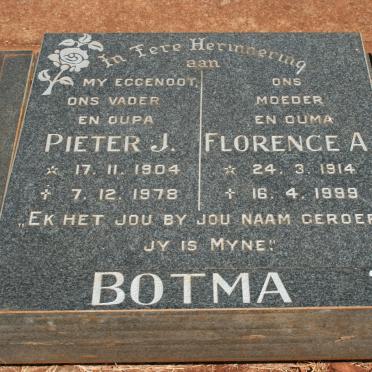 In Tere Herinnering
aan
MY EGGENOOT, ONS
ONS VADER MOEDER
EN OUPA EN OUMA
PIETER J. FLORENCE A
☆ 17. 11. 1904 ☆ 24. 3. 1914
✝ 7. 12. 1978 ✝ 16. 4. 1999
„EK HET JOU BY JOU NAAM GEROEP
JY IS MYNE."
BOTMA